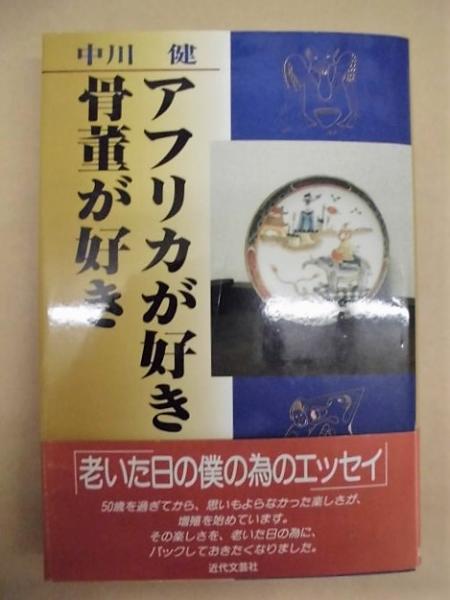 中川 健
アフリカが好き
骨董が好き
「老いた日の僕の為のエッセイ」
50歳を過ぎてから、思いもよらなかった楽しさが、
増殖を始めています。
その楽しさを、老いた日の為に、
パックしておきたくなりました。
近代文芸社